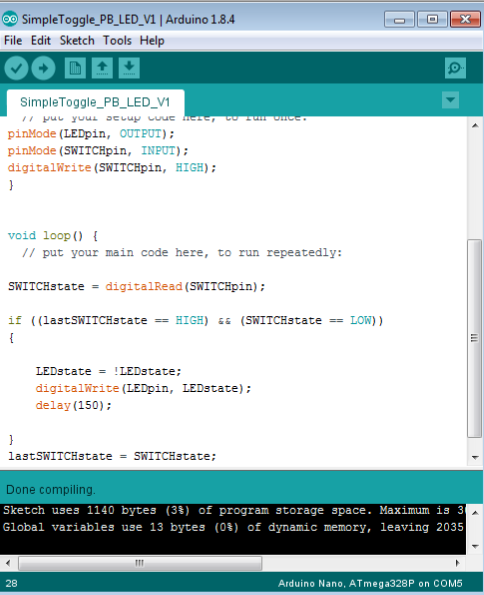 SimpleToggle_PB_LED_V1 | Arduino 1.8.4
File Edit Sketch Tools Help
SimpleToggle_PB_LED_V1
// put your setup code here, to run once:
pinMode(LEDpin, OUTPUT);
pinMode(SWITCHpin, INPUT);
digitalWrite(SWITCHpin, HIGH);
}
void loop() {
// put your main code here, to run repeatedly:
SWITCHstate = digitalRead(SWITCHpin);
if ((lastSWITCHstate == HIGH) && (SWITCHstate == LOW))
{
LEDstate = !LEDstate;
digitalWrite(LEDpin, LEDstate);
delay(150);
}
lastSWITCHstate = SWITCHstate;
Done compiling.
Sketch uses 1140 bytes (3%) of program storage space. Maximum is
Global variables use 13 bytes (0%) of dynamic memory, leaving 2035
28
Arduino Nano, ATmega328P on COM5